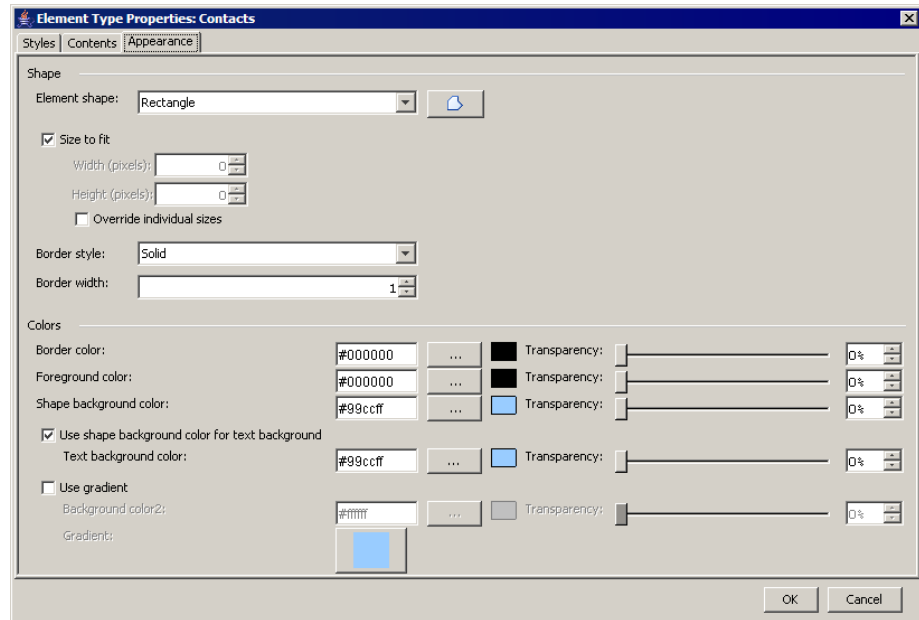 Element Type Properties: Contacts
Styles Contents Appearance
Shape
Element shape: Rectangle
Size to fit
Width (pixels): 0
Height (pixels): 0
Override individual sizes
Border style: Solid
Border width: 1
Colors
Border color: #000000 ... Transparency: 0%
Foreground color: #000000 ... Transparency: 0%
Shape background color: #99ccff ... Transparency: 0%
Use shape background color for text background
Text background color: #99ccff ... Transparency: 0%
Use gradient
Background color2: #ffffff ... Transparency: 0%
Gradient:
OK Cancel